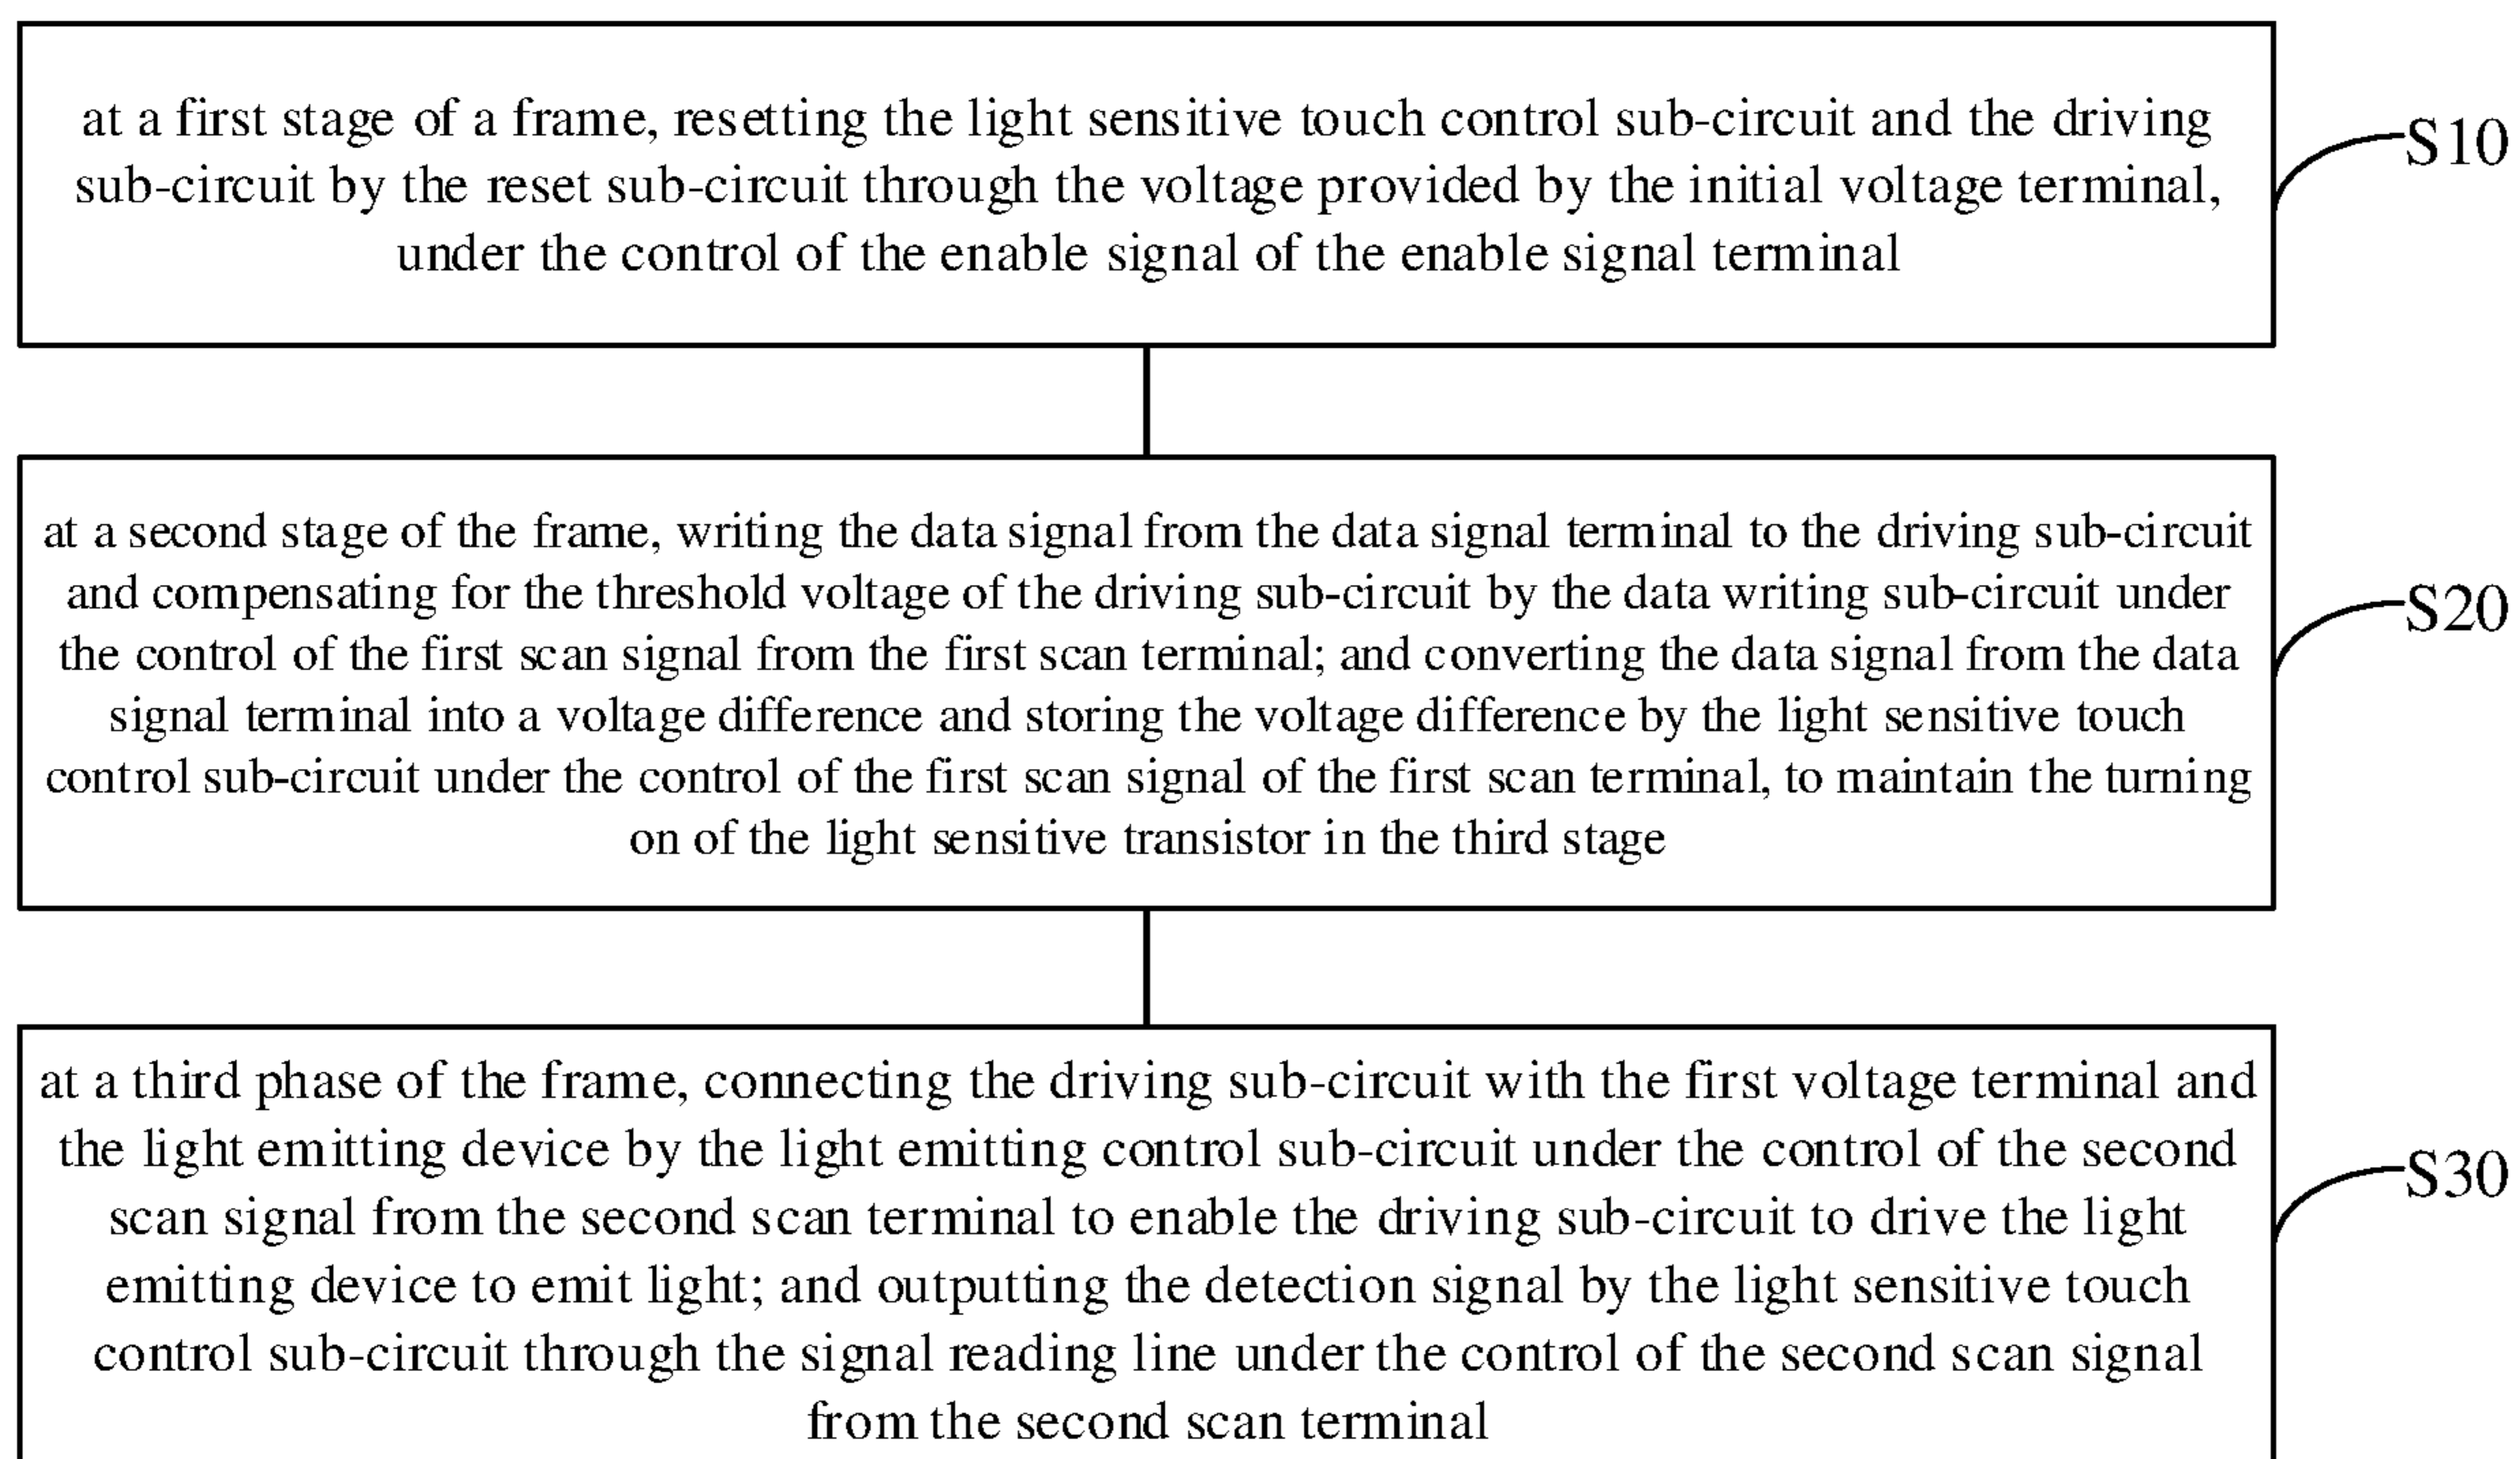 at a first stage of a frame, resetting the light sensitive touch control sub-circuit and the driving
sub-circuit by the reset sub-circuit through the voltage provided by the initial voltage terminal,
under the control of the enable signal of the enable signal terminal
S10
at a second stage of the frame, writing the data signal from the data signal terminal to the driving sub-circuit
and compensating for the threshold voltage of the driving sub-circuit by the data writing sub-circuit under
the control of the first scan signal from the first scan terminal; and converting the data signal from the data
signal terminal into a voltage difference and storing the voltage difference by the light sensitive touch
control sub-circuit under the control of the first scan signal of the first scan terminal, to maintain the turning
on of the light sensitive transistor in the third stage
S20
at a third phase of the frame, connecting the driving sub-circuit with the first voltage terminal and
the light emitting device by the light emitting control sub-circuit under the control of the second
scan signal from the second scan terminal to enable the driving sub-circuit to drive the light
emitting device to emit light; and outputting the detection signal by the light sensitive touch
control sub-circuit through the signal reading line under the control of the second scan signal
from the second scan terminal
S30